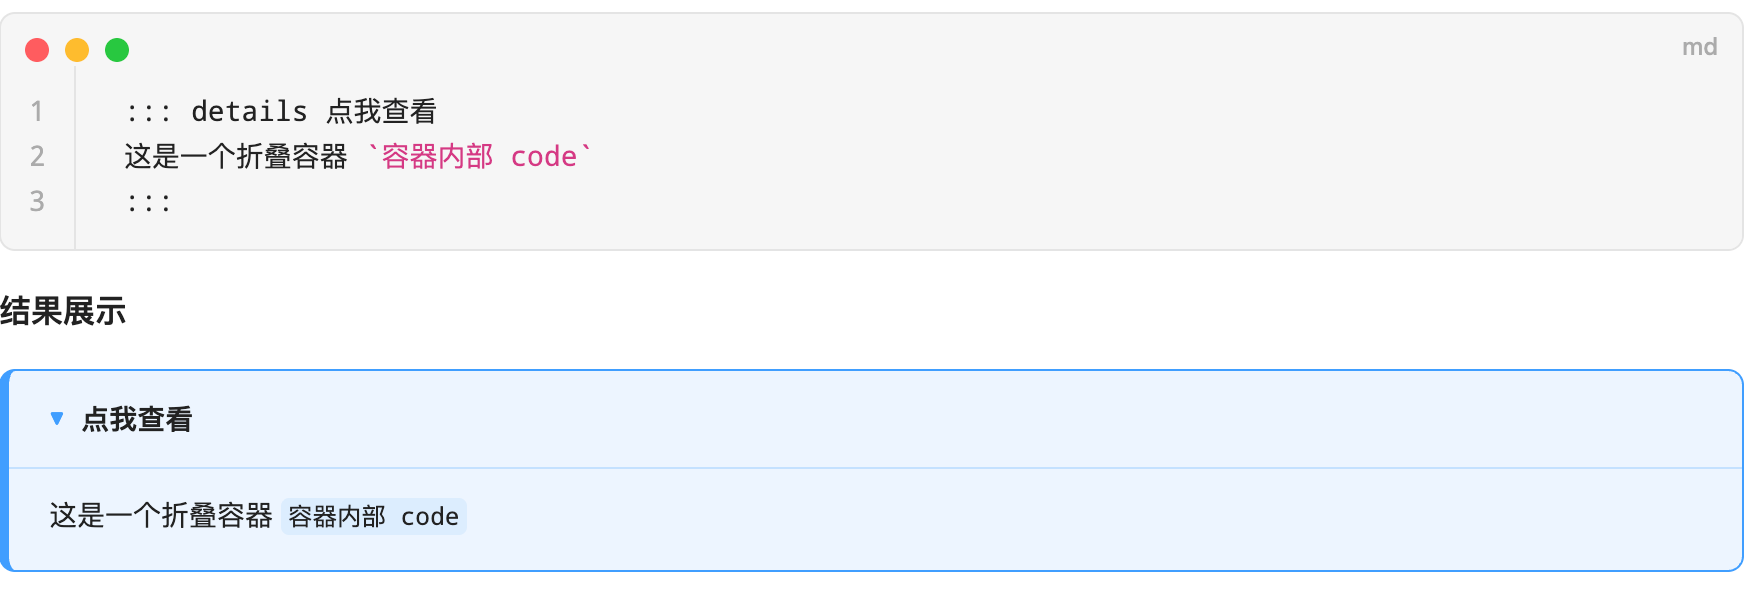 md
1 ::: details 点我查看
2 这是一个折叠容器 `容器内部 code`
3 :::
结果展示
点我查看
这是一个折叠容器 容器内部 code